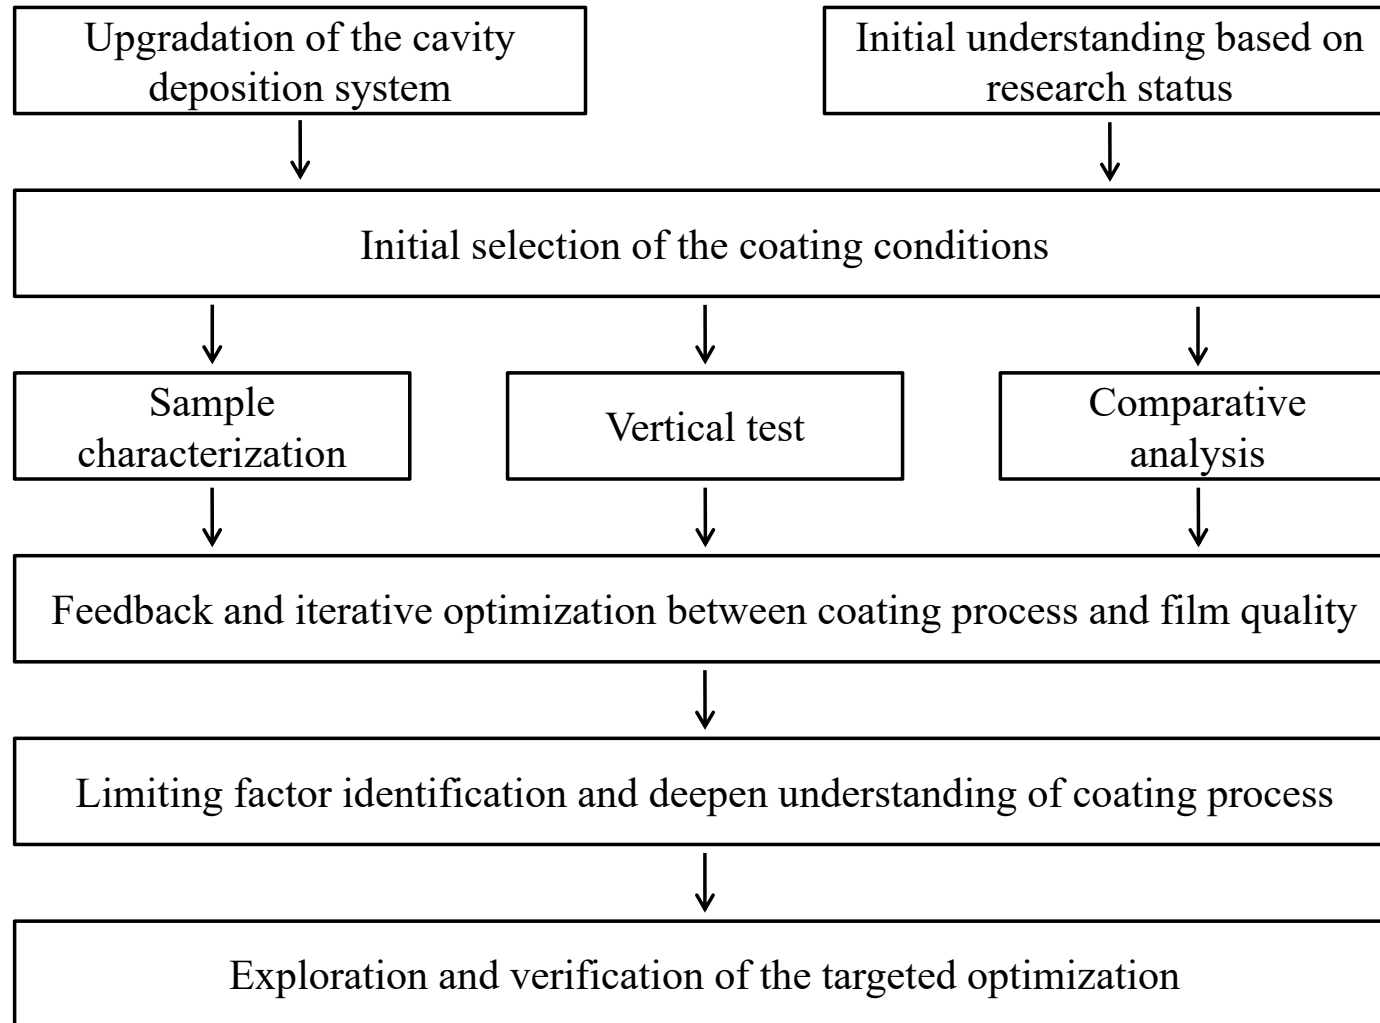 Upgradation of the cavity
deposition system
Initial understanding based on
research status
Initial selection of the coating conditions
Sample
characterization
Vertical test
Comparative
analysis
Feedback and iterative optimization between coating process and film quality
Limiting factor identification and deepen understanding of coating process
Exploration and verification of the targeted optimization